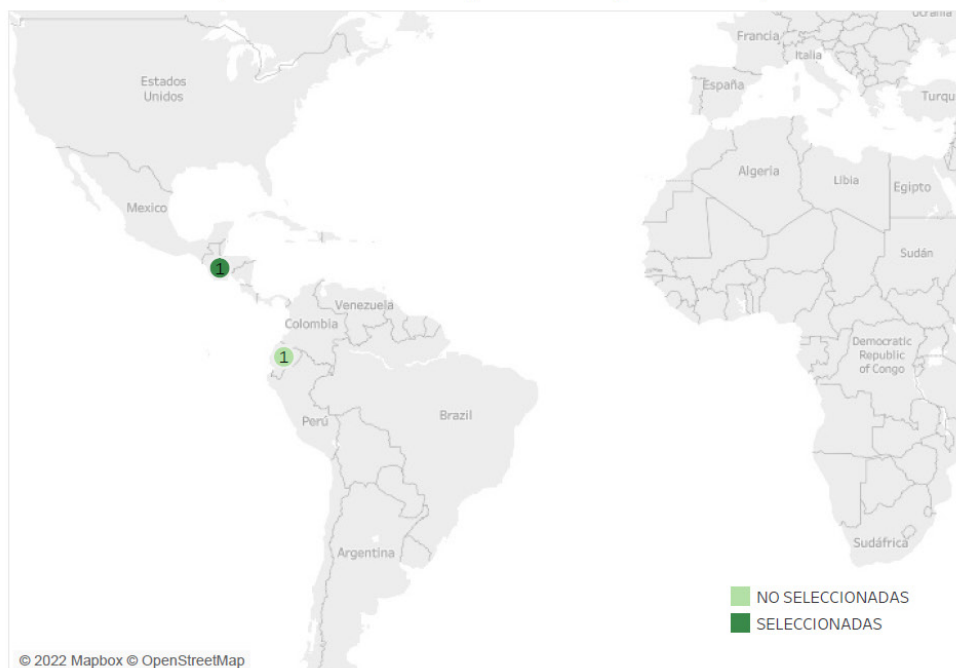 Ucrania
Francia
Italia
Estados
Unidos
España
Turqu
Algeria
Libia
Egipto
Mexico
Sudán
1
Venezuela
Colombia
1
Democratic
Republic
of Congo
Brazil
Perú
Sudáfrica
Argentina
NO SELECCIONADAS
SELECCIONADAS
© 2022 Mapbox © OpenStreetMap